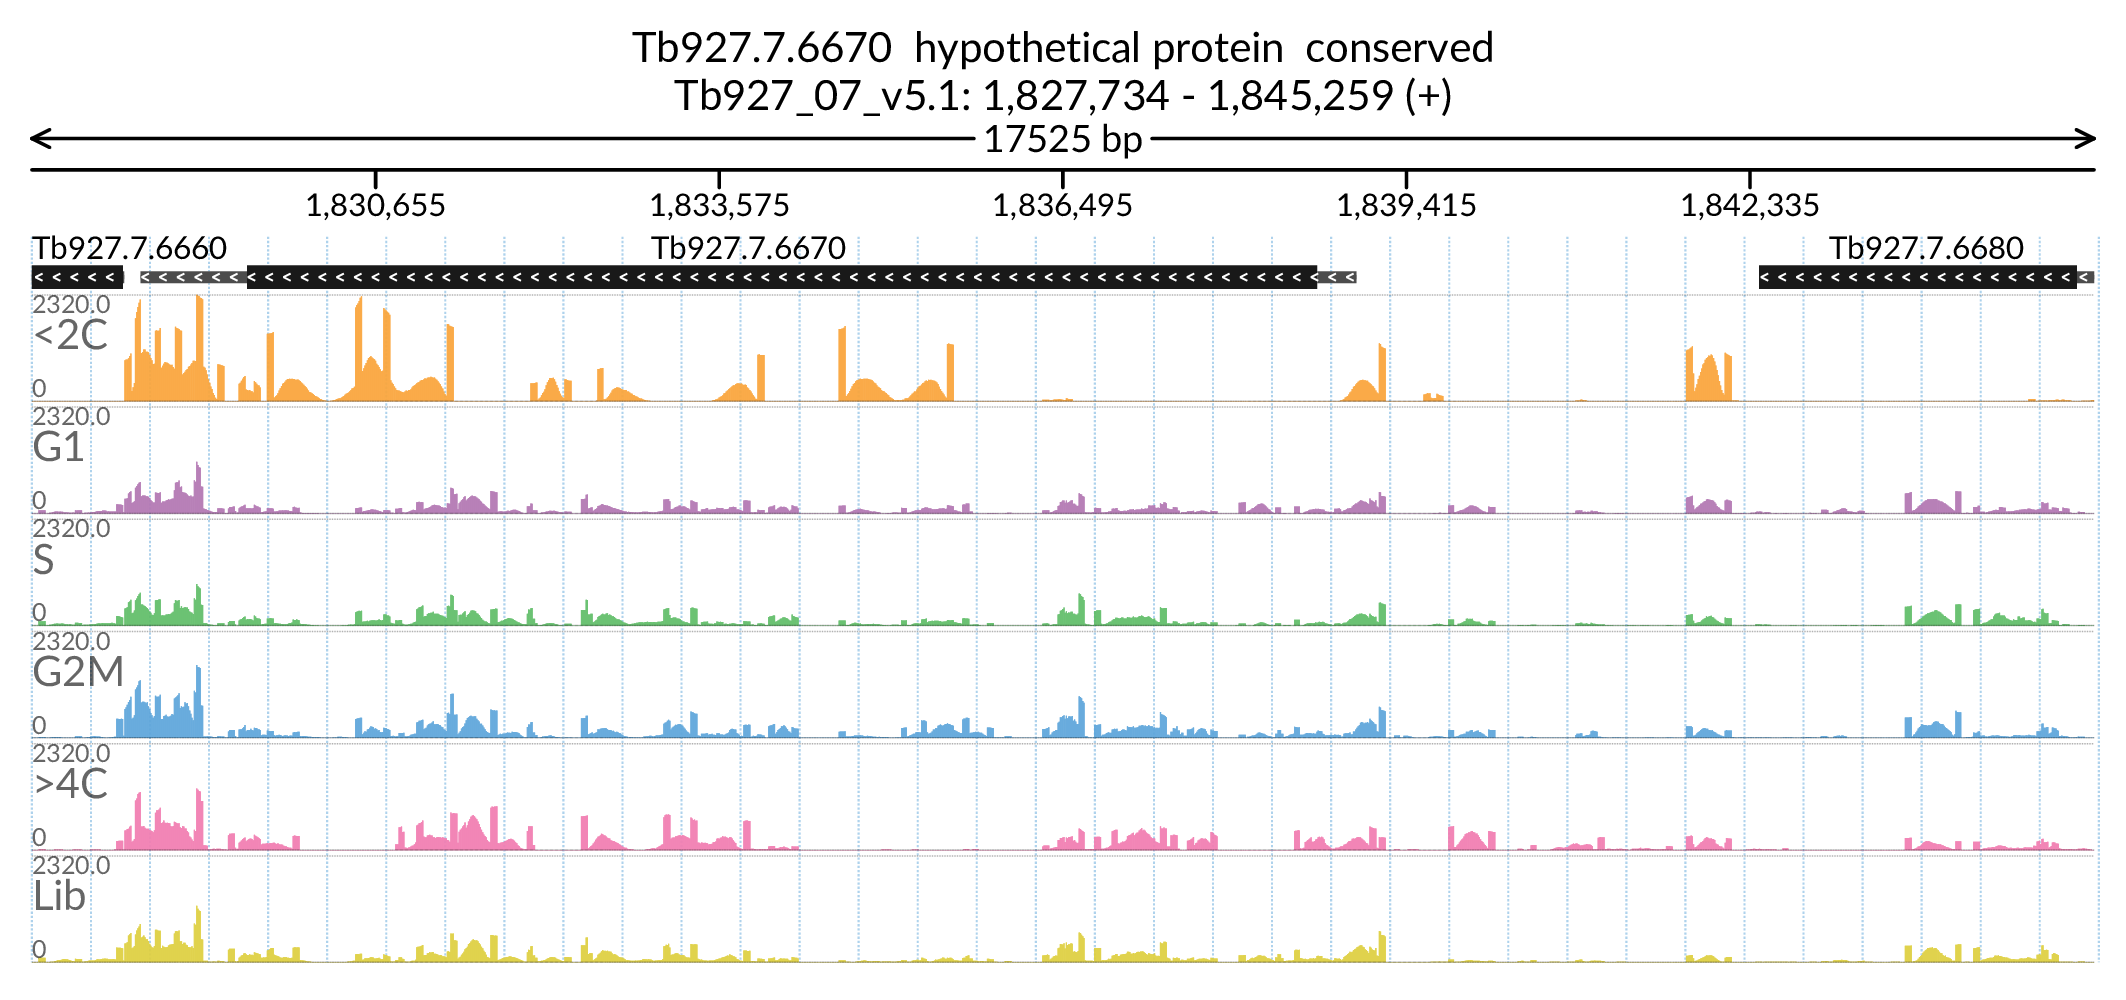 Tb927.7.6670  hypothetical protein  conserved
Tb927_07_v5.1: 1,827,734 - 1,845,259 (+)
17525 bp
1,830,655 1,833,575 1,836,495 1,839,415 1,842,335
Tb927.7.6660 Tb927.7.6670 Tb927.7.6680
2320.0
<2C
0
2320.0
G1
0
2320.0
S
0
2320.0
G2M
0
2320.0
>4C
0
2320.0
Lib
0